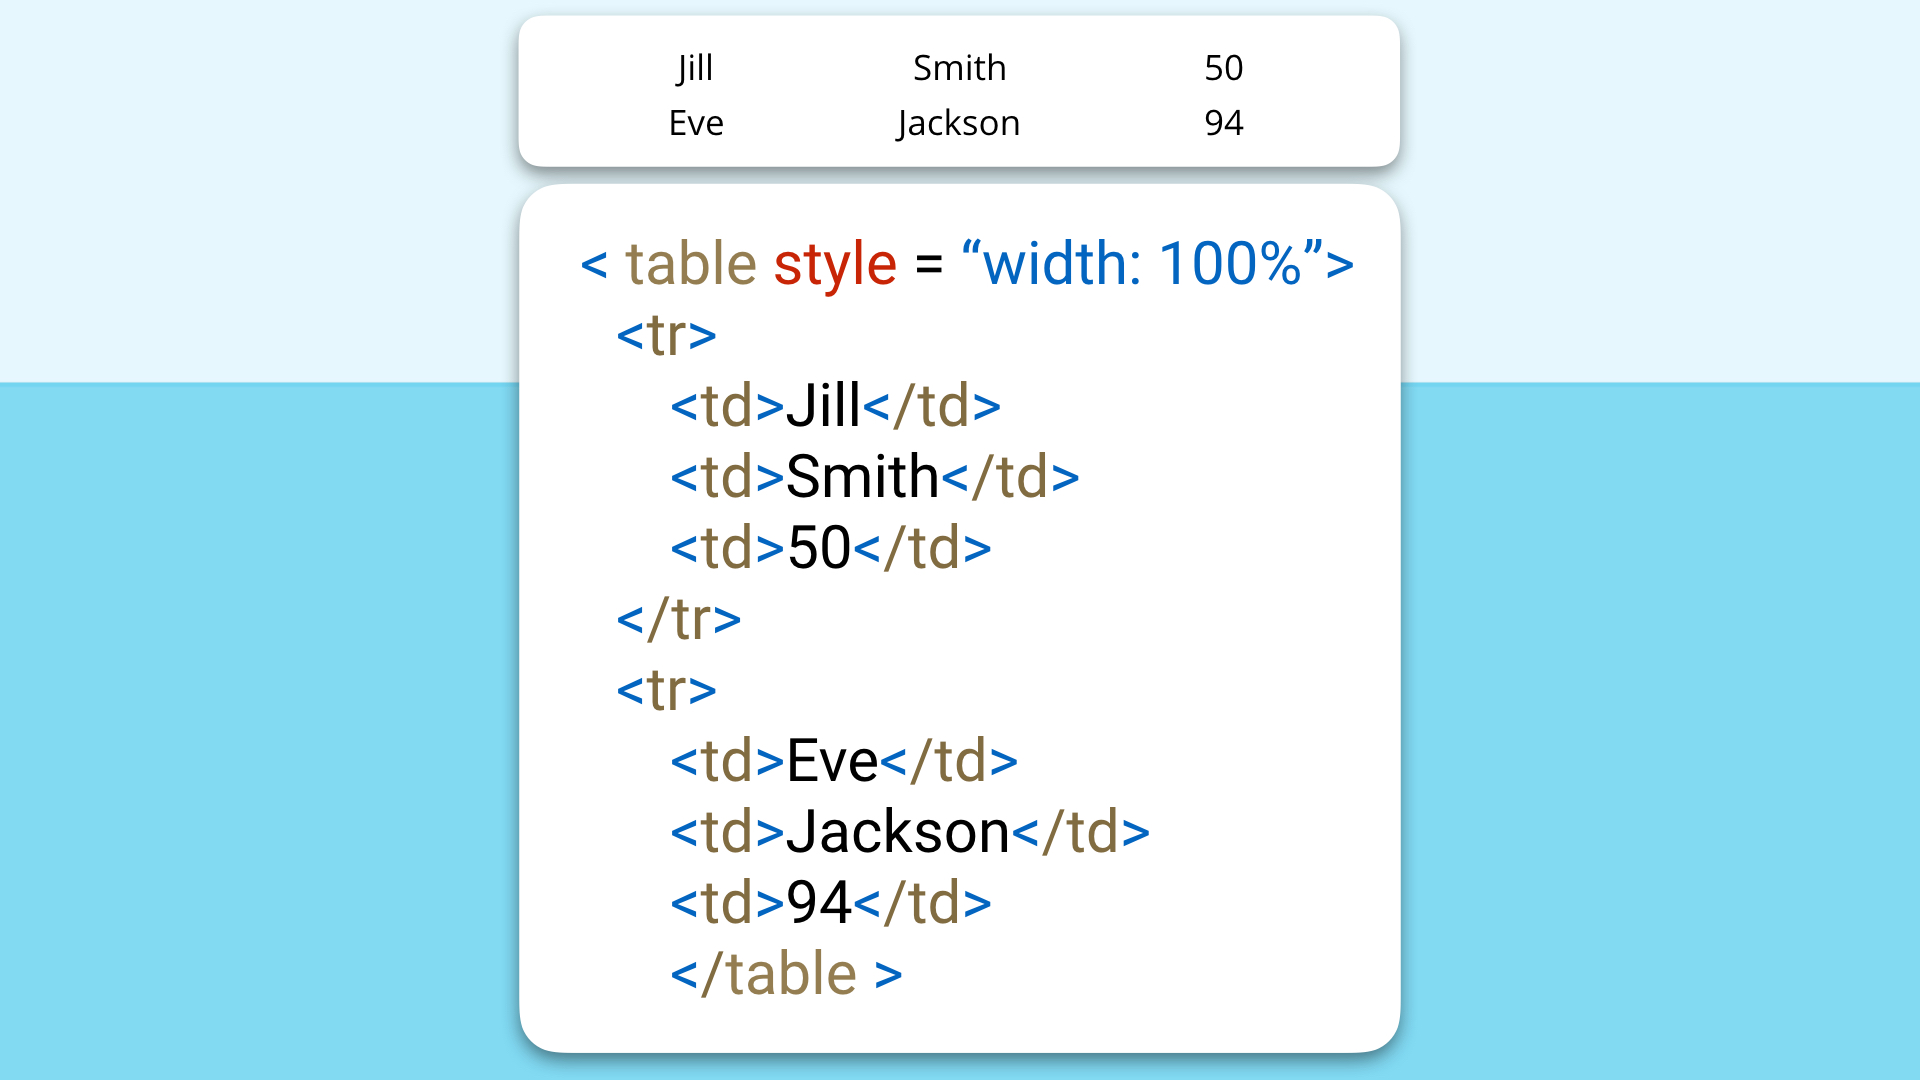 Jill Smith 50
Eve Jackson 94
< table style = “width: 100%”>
<tr>
<td>Jill</td>
<td>Smith</td>
<td>50</td>
</tr>
<tr>
<td>Eve</td>
<td>Jackson</td>
<td>94</td>
</table >